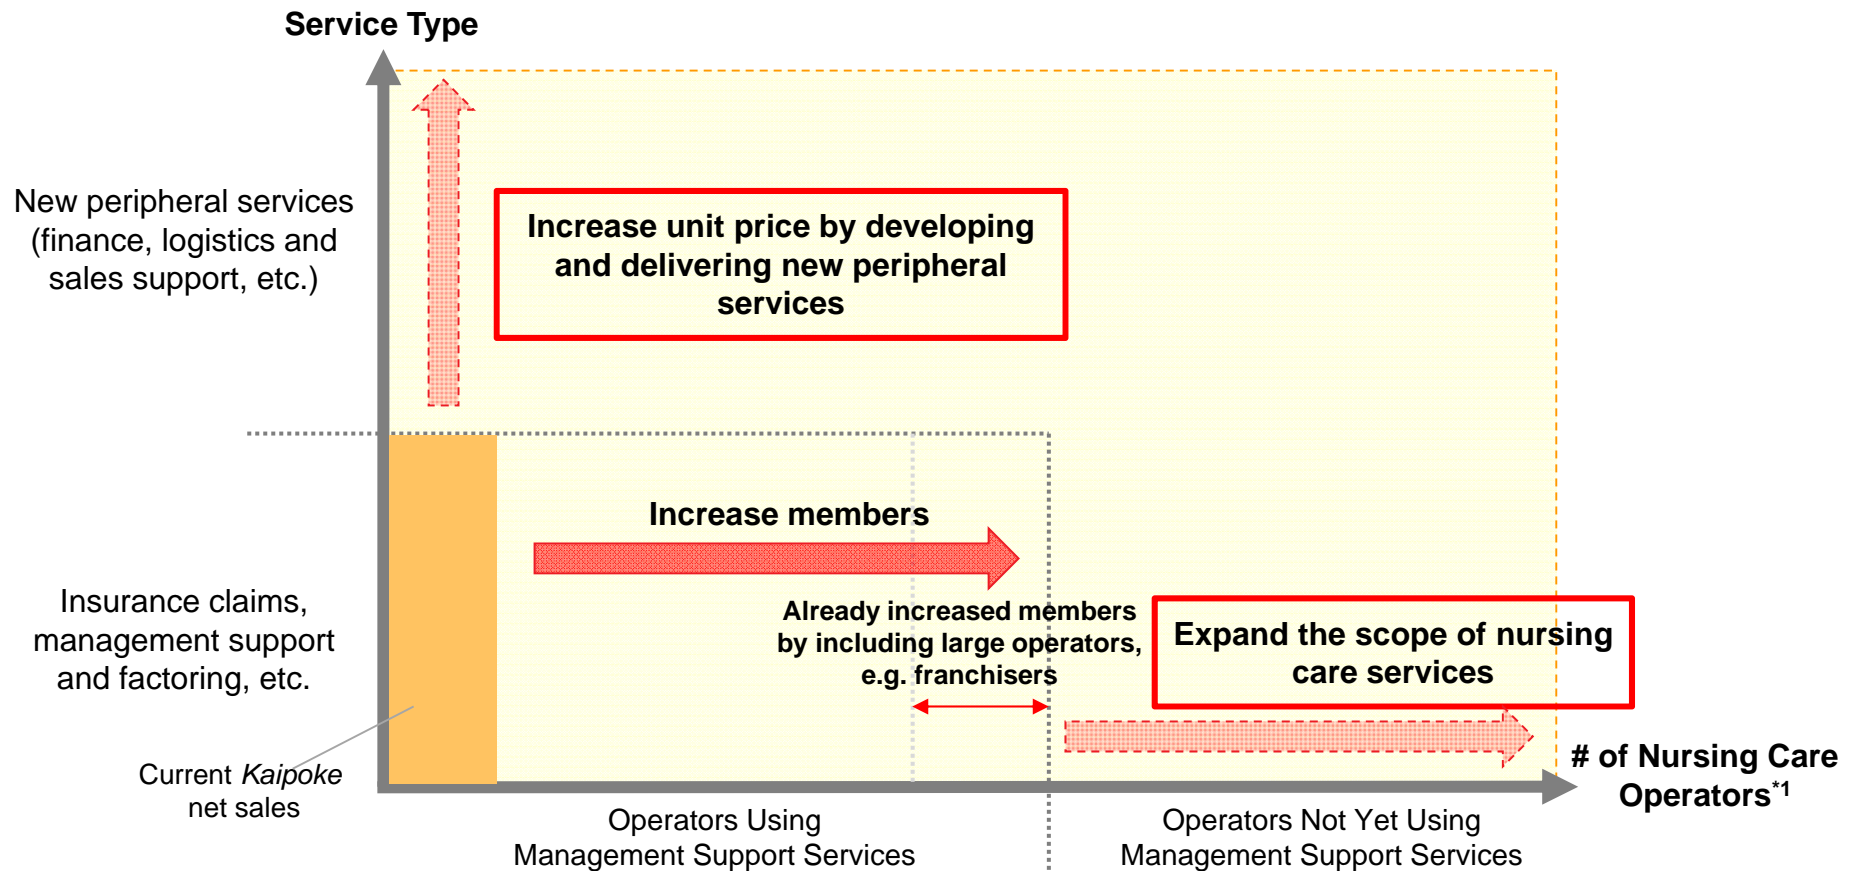 Service Type
New peripheral services
(finance, logistics and
sales support, etc.)
Increase unit price by developing
and delivering new peripheral
services
Increase members
Insurance claims,
management support
and factoring, etc.
Already increased members
by including large operators,
e.g. franchisers
Expand the scope of nursing
care services
Current Kaipoke
net sales
# of Nursing Care
Operators*1
Operators Using
Management Support Services
Operators Not Yet Using
Management Support Services